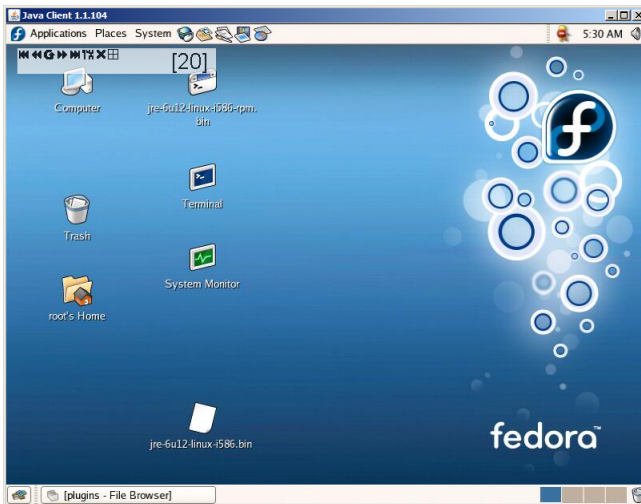 Java Client 1.1.104
Applications Places System
5:30 AM
[20]
Computer
jre-6u12-linux-i586-rpm.
bin
Terminal
Trash
System Monitor
root's Home
jre-6u12-linux-i586.bin
fedora™
[plugins - File Browser]